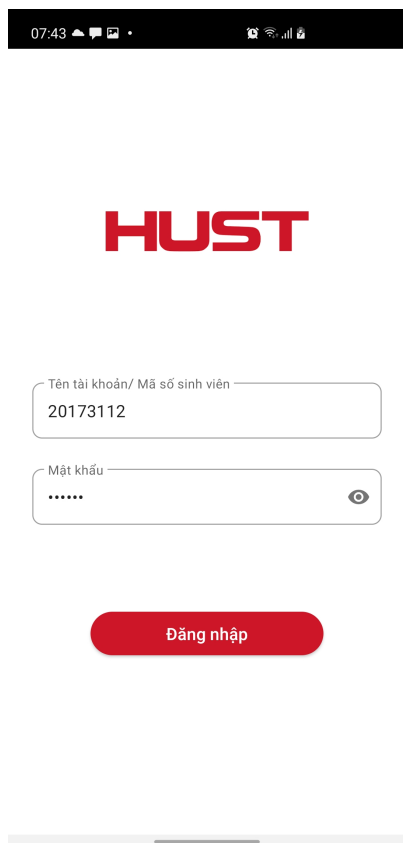 07:43
HUST
Tên tài khoản/ Mã số sinh viên
20173112
Mật khẩu
••••••
Đăng nhập